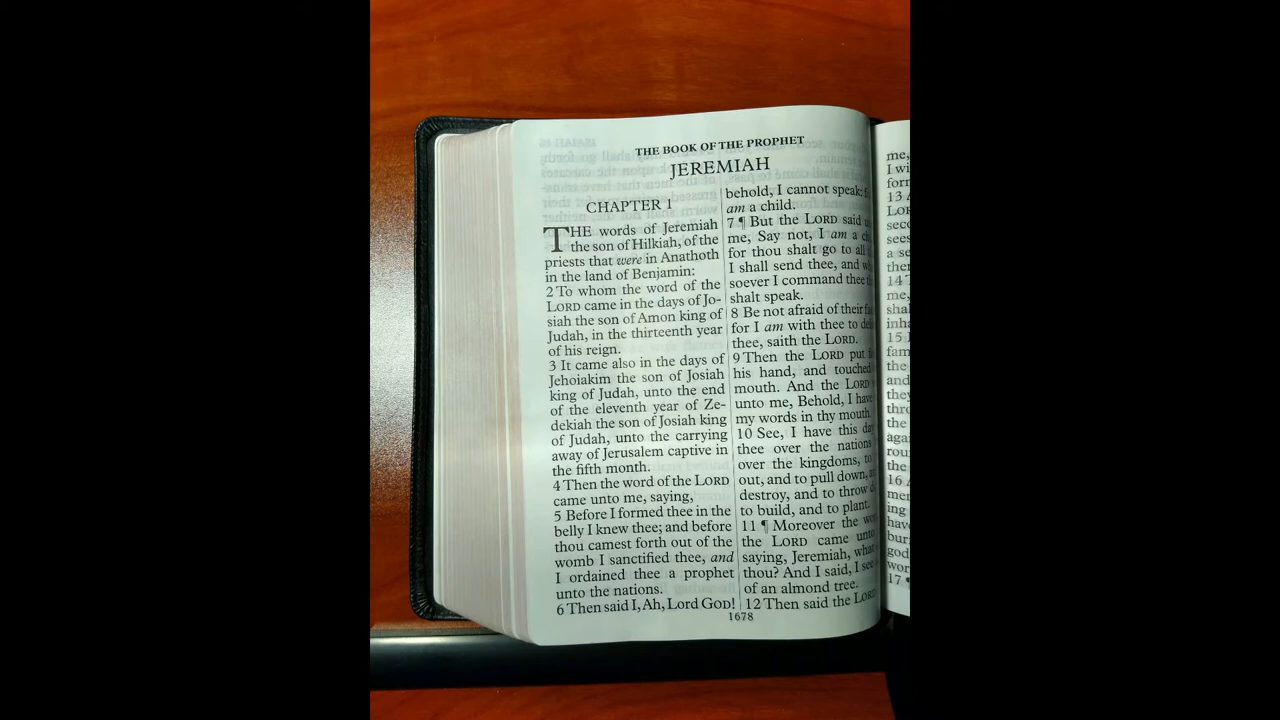 THE BOOK OF THE PROPHET
JEREMIAH
CHAPTER 1
THE words of Jeremiah
the son of Hilkiah, of the
priests that were in Anathoth
in the land of Benjamin:
2 To whom the word of the
LORD came in the days of Jo-
siah the son of Amon king of
Judah, in the thirteenth year
of his reign.
3 It came also in the days of
Jehoiakim the son of Josiah
king of Judah, unto the end
of the eleventh year of Ze-
dekiah the son of Josiah king
of Judah, unto the carrying
away of Jerusalem captive in
the fifth month.
4 Then the word of the LORD
came unto me, saying,
5 Before I formed thee in the
belly I knew thee; and before
thou camest forth out of the
womb I sanctified thee, and
I ordained thee a prophet
unto the nations.
6 Then said I, Ah, Lord GOD!
behold, I cannot speak:
am a child.
7 ¶ But the LORD said
me, Say not, I am a
for thou shalt go to all
I shall send thee, and
soever I command thee
shalt speak.
8 Be not afraid of their
for I am with thee to
thee, saith the LORD.
9 Then the LORD put
his hand, and touched
mouth. And the LORD
unto me, Behold, I have
my words in thy mouth.
10 See, I have this day
thee over the nations
over the kingdoms, to
out, and to pull down,
destroy, and to throw
to build, and to plant.
11 ¶ Moreover the
the LORD came unto
saying, Jeremiah, what
thou? And I said, I see
of an almond tree.
12 Then said the LORD
1678
me,
I
13
a
14
me,
15
the
and
the
the
16
ing
17 ¶